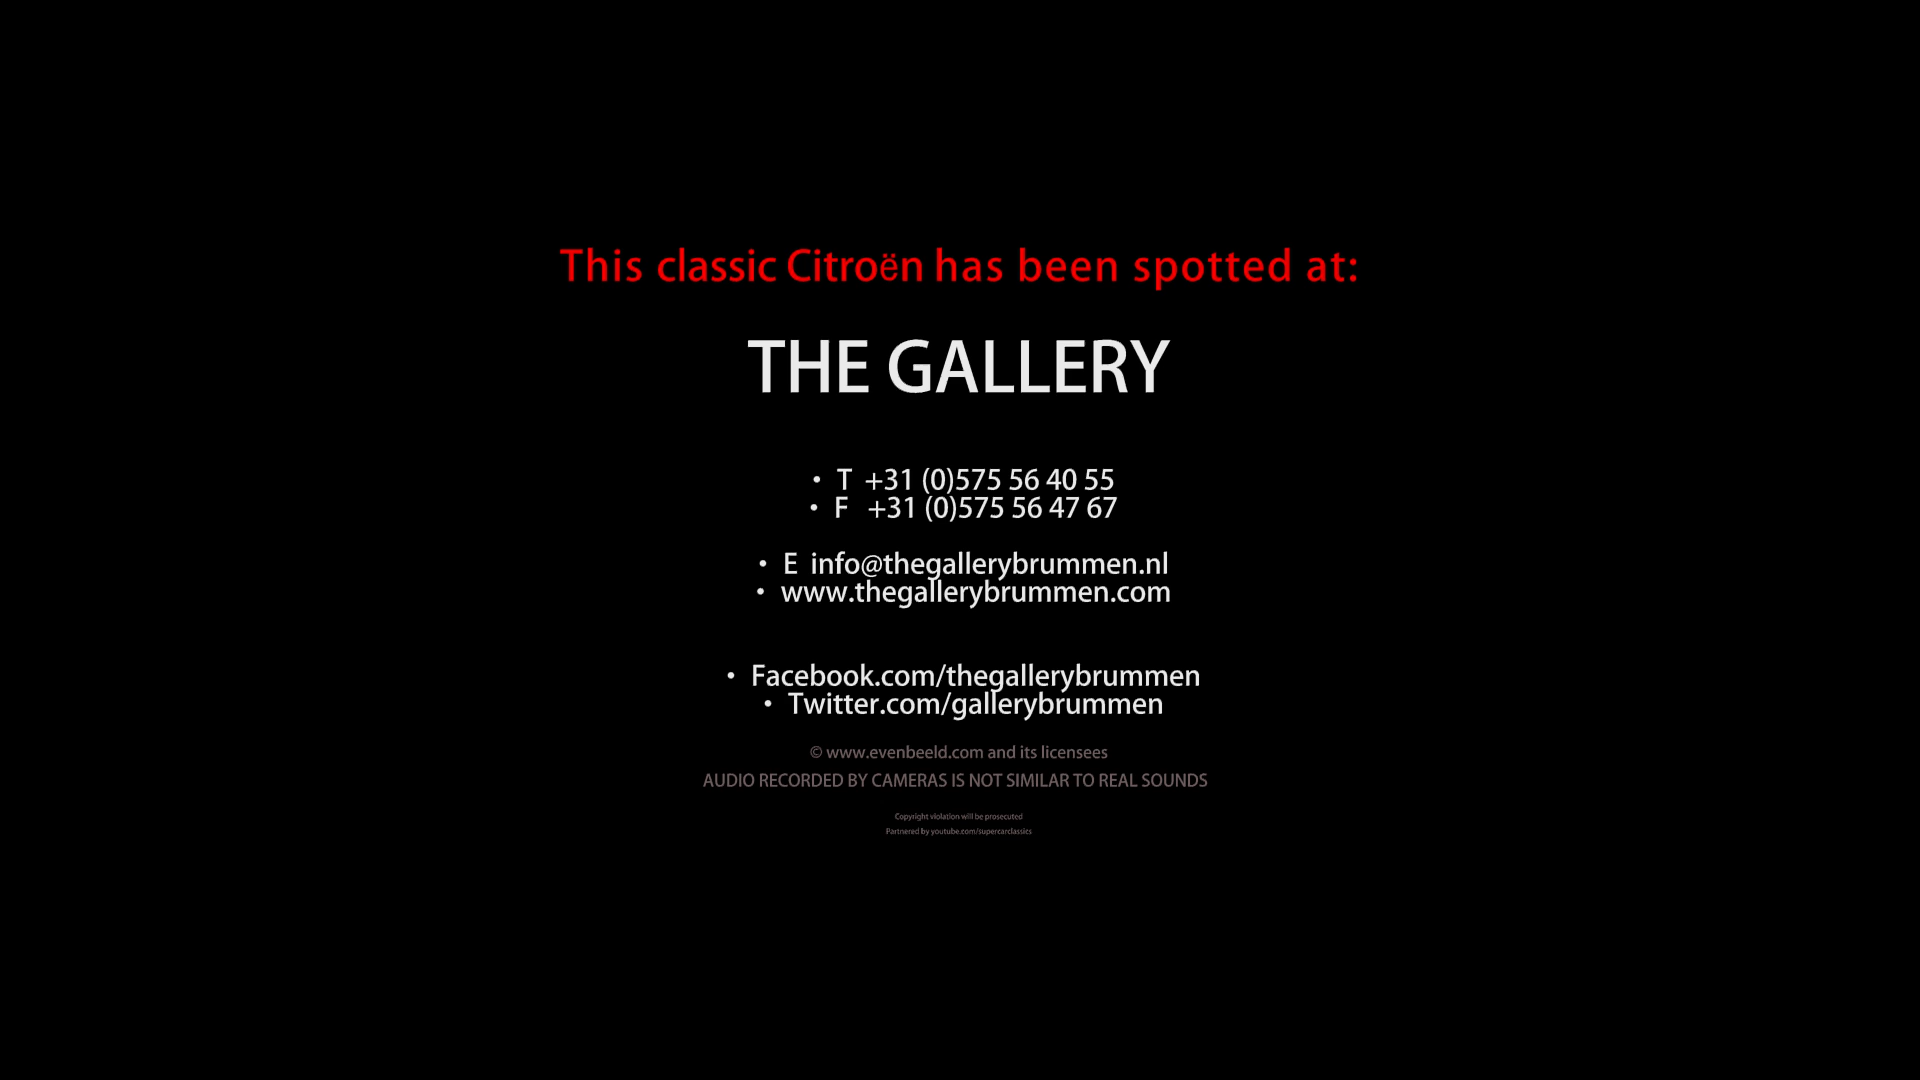 This classic Citroën has been spotted at:
THE GALLERY
• T +31 (0)575 56 40 55
• F +31 (0)575 56 47 67
• E info@thegallerybrummen.nl
• www.thegallerybrummen.com
• Facebook.com/thegallerybrummen
• Twitter.com/gallerybrummen
© www.evenbeeld.com and its licensees
AUDIO RECORDED BY CAMERAS IS NOT SIMILAR TO REAL SOUNDS
Copyright violation will be prosecuted
Partnered by youtube.com/supercarclassics